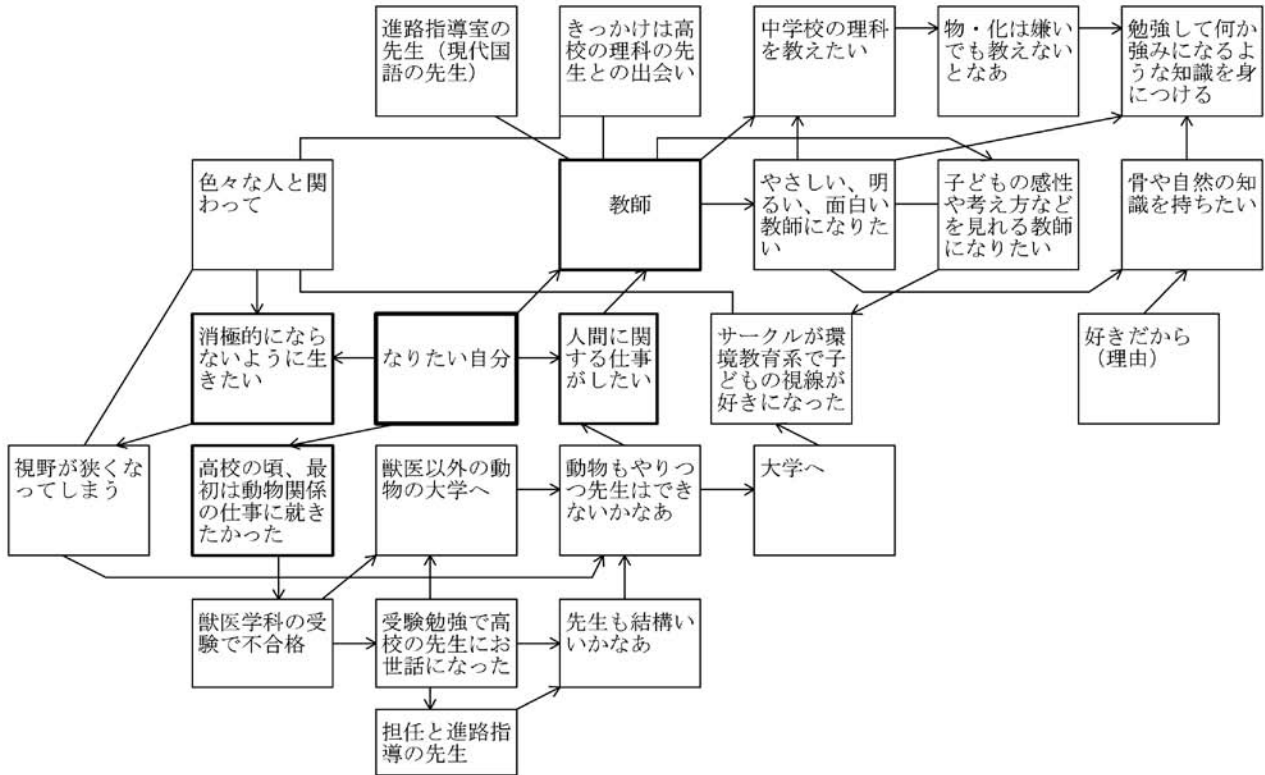 進路指導室の
先生（現代国
語の先生）
きっかけは高
校の理科の先
生との出会い
中学校の理科
を教えたい
物・化は嫌い
でも教えない
となあ
勉強して何か
強みになるよ
うな知識を身
につける
色々な人と関
わって
教師
やさしい、明
るい、面白い
教師になりた
い
子どもの感性
や考え方など
を見れる教師
になりたい
骨や自然の知
識を持ちたい
消極的になら
ないように生
きたい
なりたい自分
人間に関
する仕事
がしたい
サークルが環
境教育系で子
どもの視線が
好きになった
好きだから
（理由）
視野が狭くな
ってしまう
高校の頃、最
初は動物関係
の仕事に就き
たかった
獣医以外の動
物の大学へ
動物もやりつ
つ先生はでき
ないかなあ
大学へ
獣医学科の受
験で不合格
受験勉強で高
校の先生にお
世話になった
先生も結構い
いかなあ
担任と進路指
導の先生